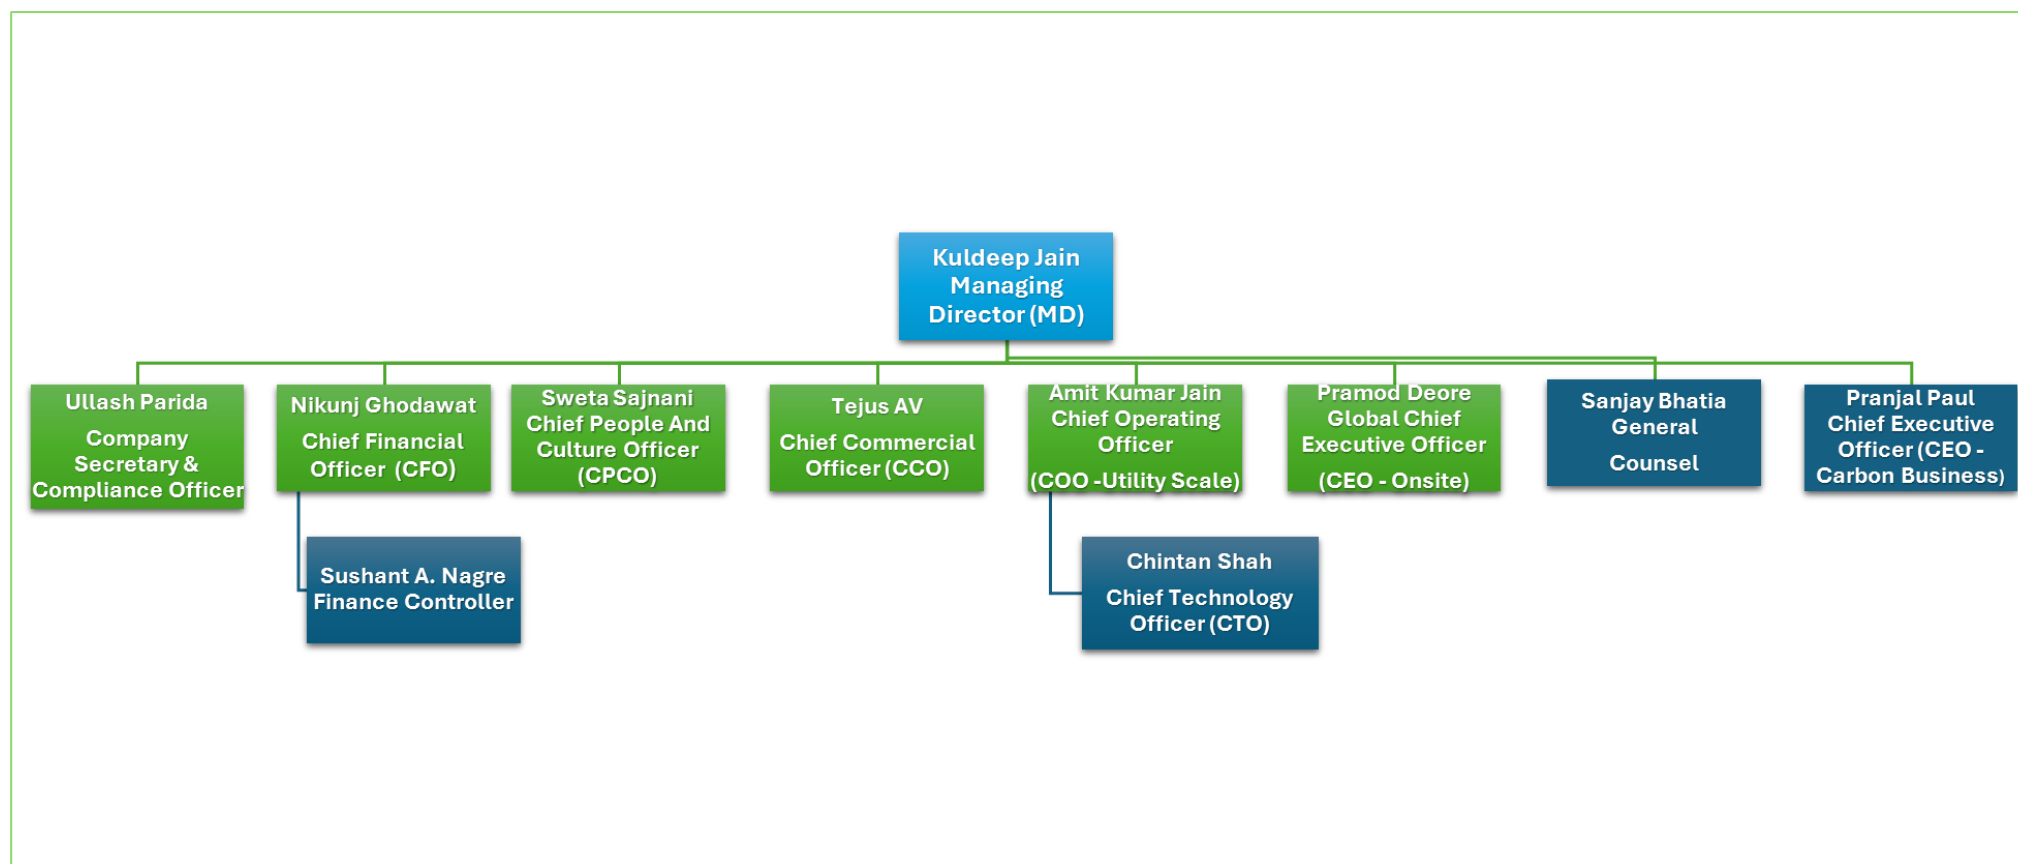 Kuldeep Jain
Managing
Director (MD)
Ullash Parida
Company
Secretary &
Compliance Officer
Nikunj Ghodawat
Chief Financial
Officer (CFO)
Sweta Sajnani
Chief People And
Culture Officer
(CPCO)
Tejus AV
Chief Commercial
Officer (CCO)
Amit Kumar Jain
Chief Operating
Officer
(COO -Utility Scale)
Pramod Deore
Global Chief
Executive Officer
(CEO - Onsite)
Sanjay Bhatia
General
Counsel
Pranjal Paul
Chief Executive
Officer (CEO -
Carbon Business)
Sushant A. Nagre
Finance Controller
Chintan Shah
Chief Technology
Officer (CTO)